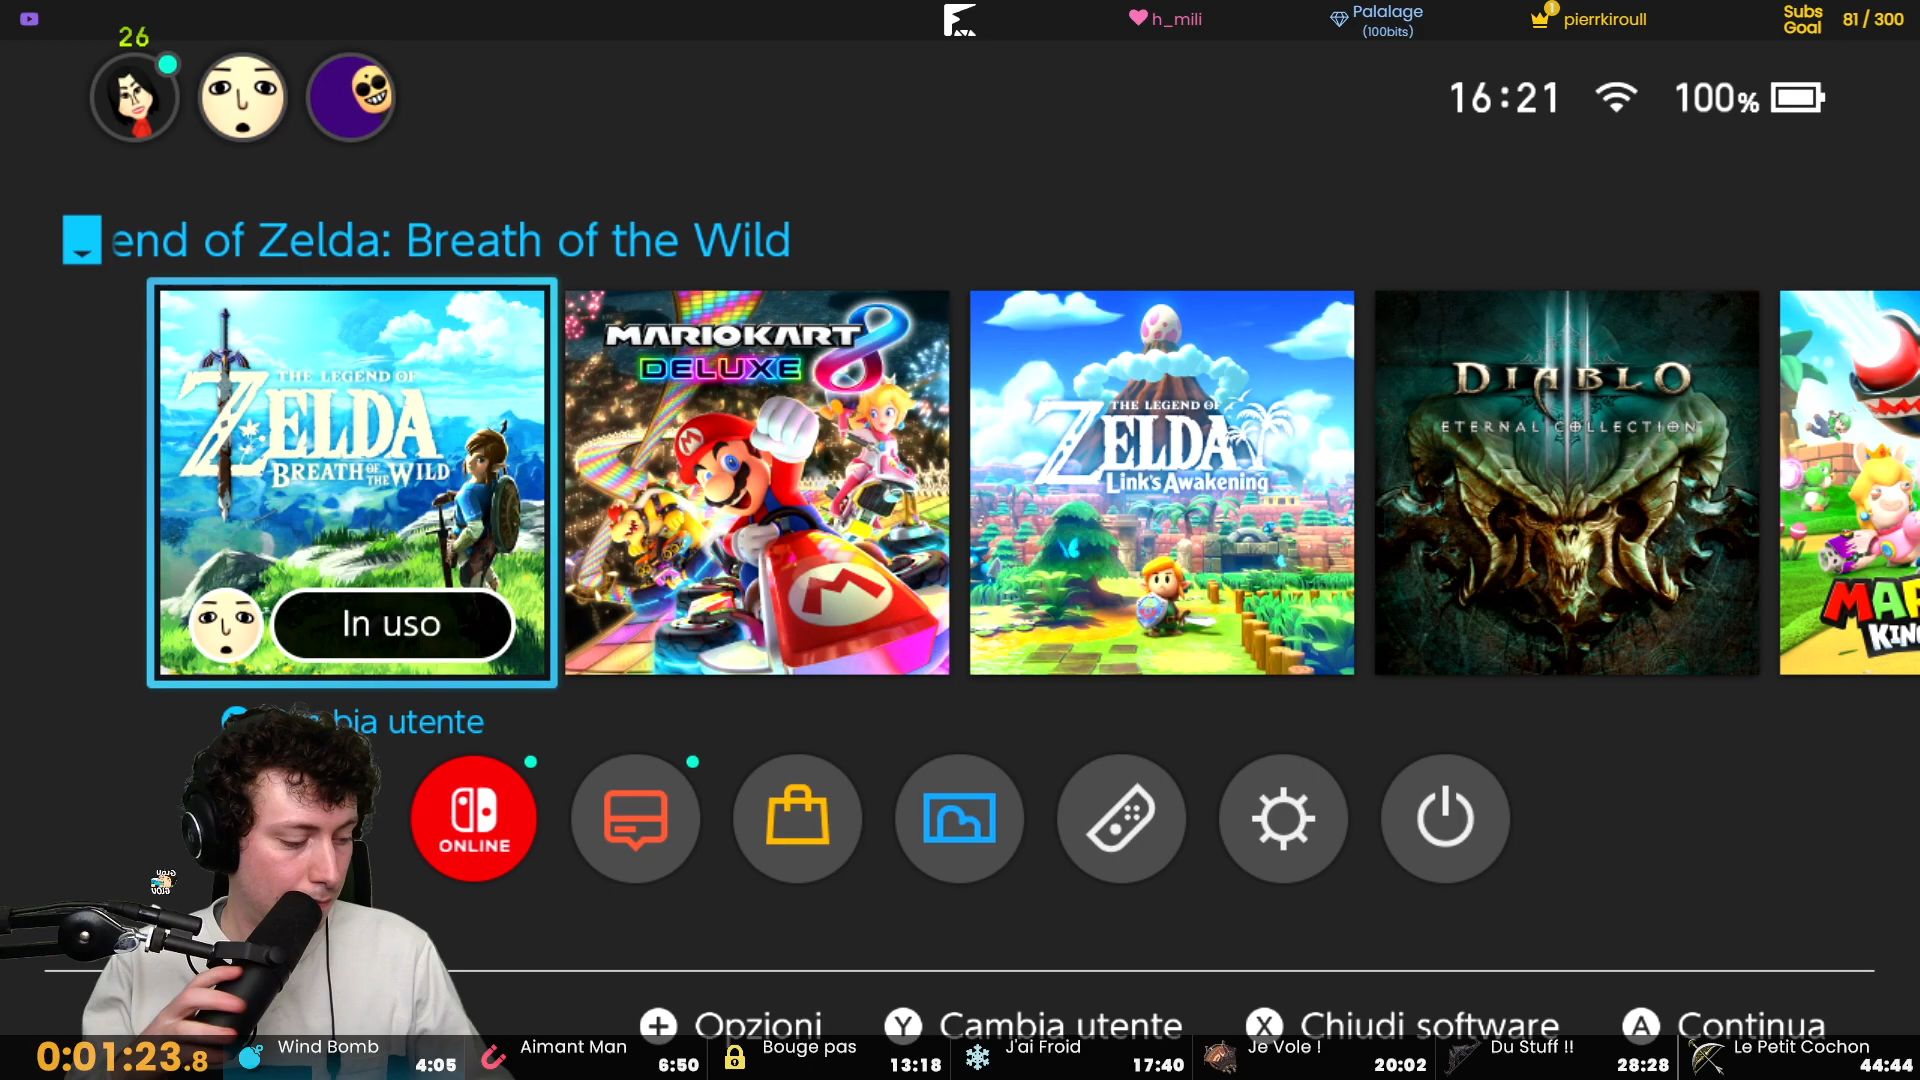 h_mili
Palalage
(100bits)
1
pierrkiroull
Subs
Goal
81 / 300
26
16:21
100%
end of Zelda: Breath of the Wild
THE LEGEND OF
ZELDA
BREATH OF THE WILD
In uso
MARIOKART 8
DELUXE
THE LEGEND OF
ZELDA
Link's Awakening
DIABLO
ETERNAL COLLECTION
bia utente
ONLINE
+ Opzioni
Y Cambia utente
X Chiudi software
A Continua
0:01:23.8
Wind Bomb
4:05
Aimant Man
6:50
Bouge pas
13:18
J'ai Froid
17:40
Je Vole !
20:02
Du Stuff !!
28:28
Le Petit Cochon
44:44